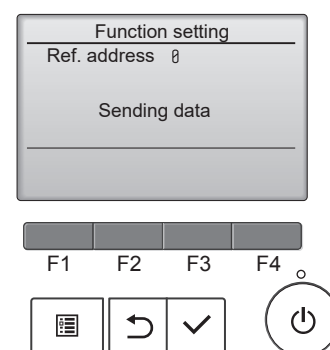 Function setting
Ref. address 0
Sending data
F1 F2 F3 F4